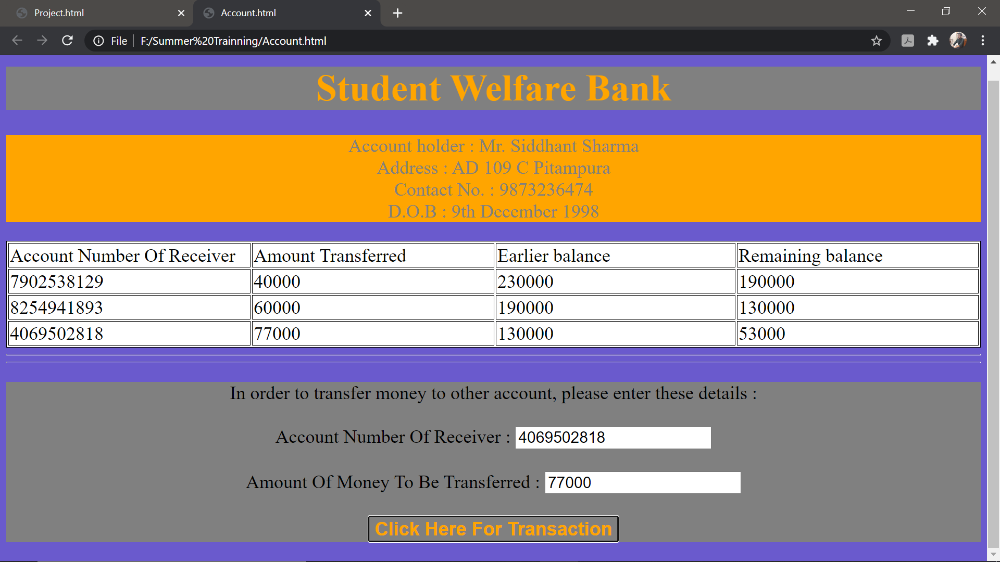 Project.html
Account.html
File F:/Summer%20Trainning/Account.html
Student Welfare Bank
Account holder : Mr. Siddhant Sharma
Address : AD 109 C Pitampura
Contact No. : 9873236474
D.O.B : 9th December 1998
Account Number Of Receiver Amount Transferred Earlier balance Remaining balance
7902538129 40000 230000 190000
8254941893 60000 190000 130000
4069502818 77000 130000 53000
In order to transfer money to other account, please enter these details :
Account Number Of Receiver : 4069502818
Amount Of Money To Be Transferred : 77000
Click Here For Transaction